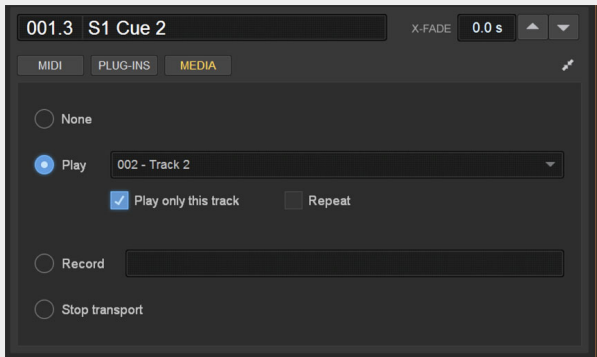 001.3 S1 Cue 2 X-FADE 0.0 s
MIDI PLUG-INS MEDIA
None
Play 002 - Track 2
Play only this track Repeat
Record
Stop transport